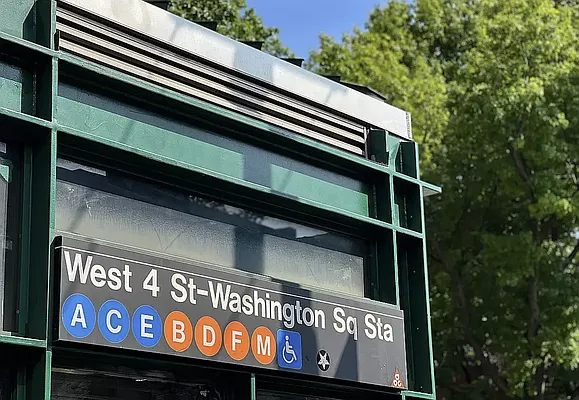 West 4 St-Washington Sq Sta
A C E B D F M